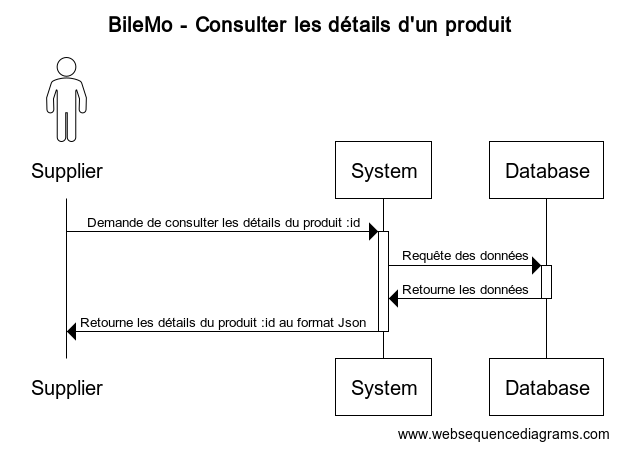 BileMo - Consulter les détails d'un produit
Supplier
System
Database
Demande de consulter les détails du produit :id
Requête des données
Retourne les données
Retourne les détails du produit :id au format Json
Supplier
System
Database
www.websequencediagrams.com